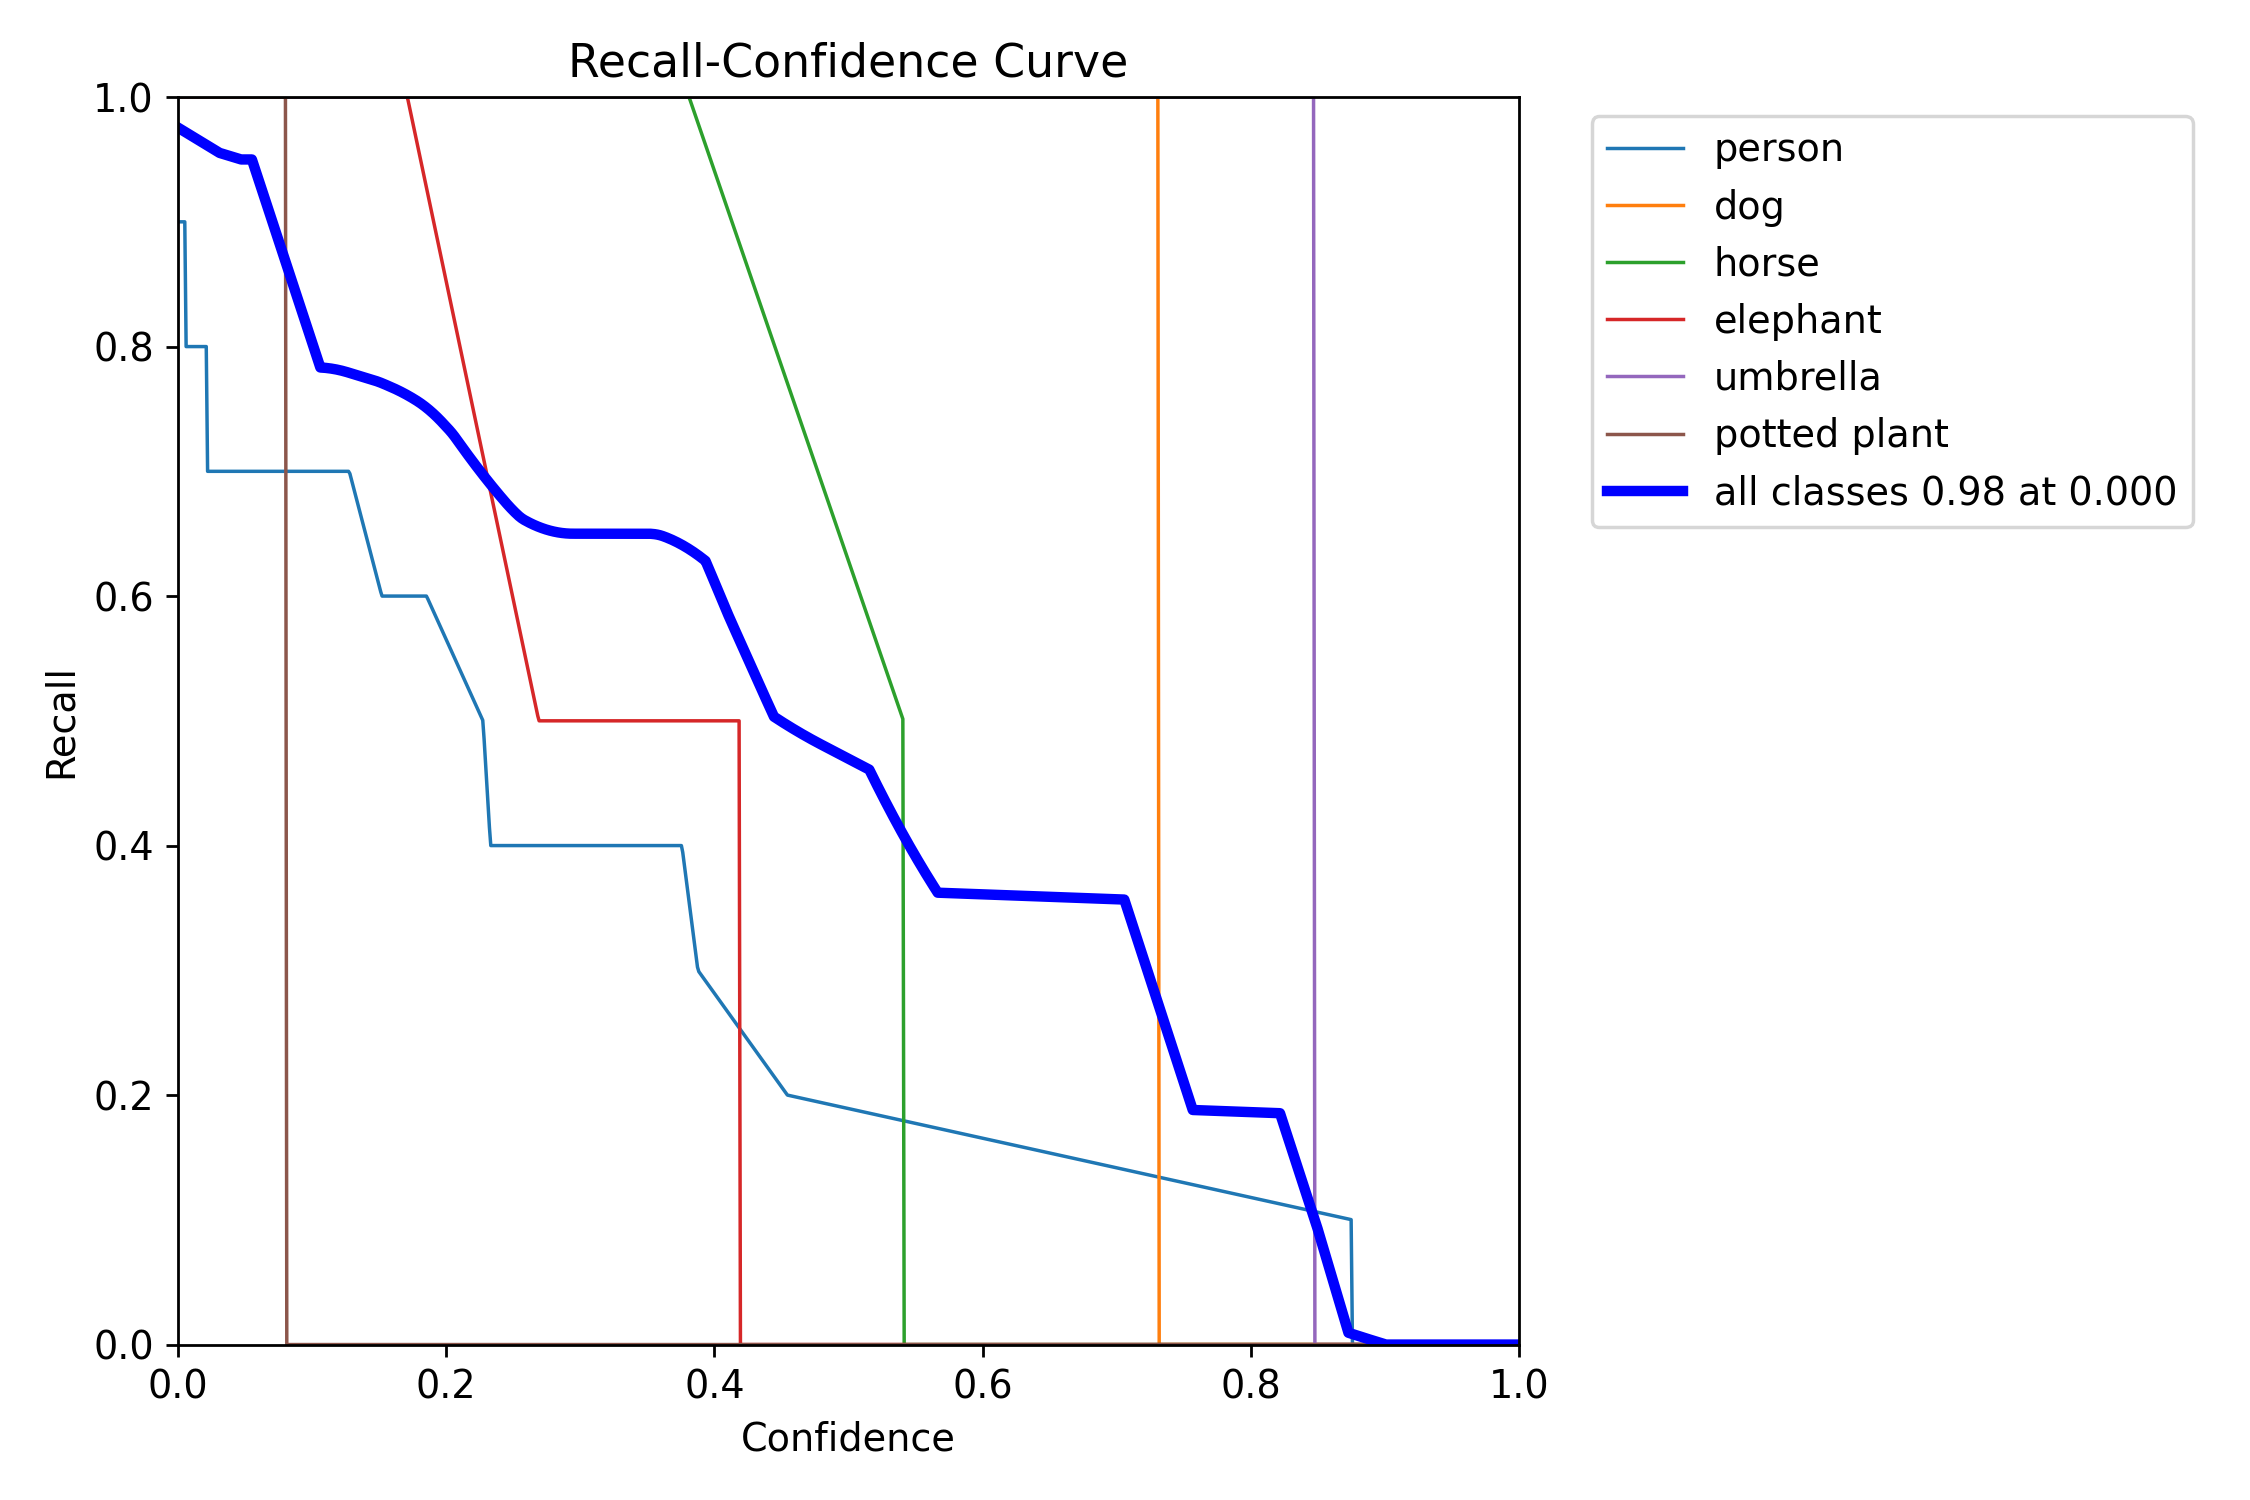 Recall-Confidence Curve
1.0
0.8
0.6
0.4
0.2
0.0
Recall
0.0 0.2 0.4 0.6 0.8 1.0
Confidence
person
dog
horse
elephant
umbrella
potted plant
all classes 0.98 at 0.000